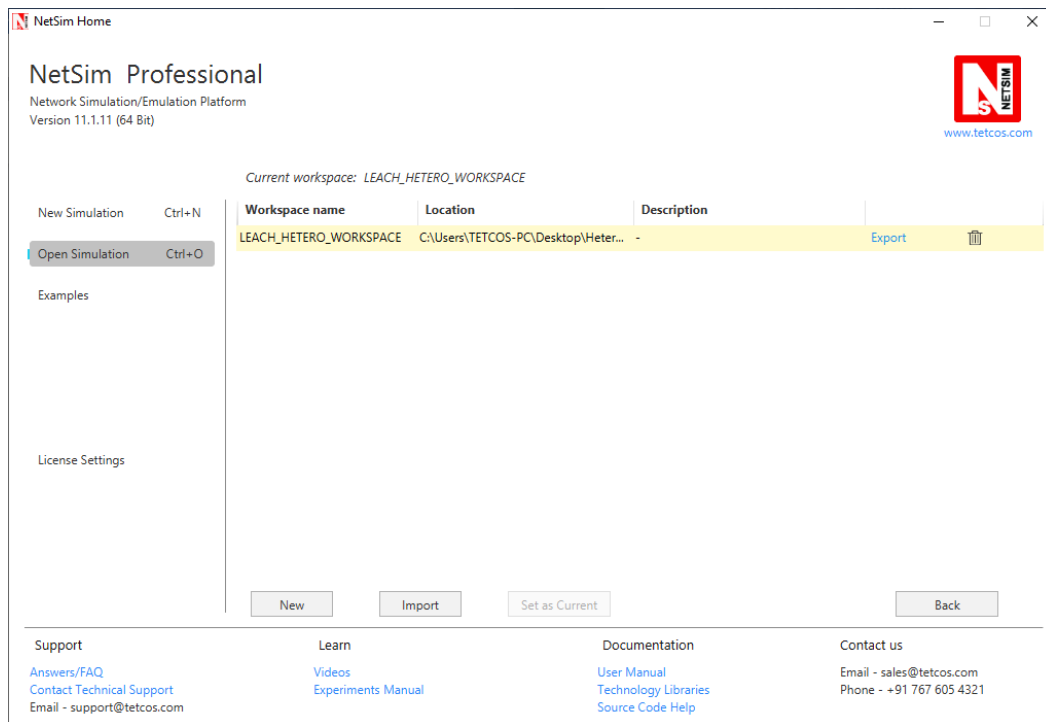 NetSim Home
NetSim Professional
Network Simulation/Emulation Platform
Version 11.1.11 (64 Bit)
NETSIM
www.tetcos.com
Current workspace: LEACH_HETERO_WORKSPACE
New Simulation Ctrl+N
Open Simulation Ctrl+O
Examples
License Settings
Workspace name Location Description
LEACH_HETERO_WORKSPACE C:\Users\TETCOS-PC\Desktop\Heter... - Export
New Import Set as Current Back
Support Learn Documentation Contact us
Answers/FAQ Videos User Manual Email - sales@tetcos.com
Contact Technical Support Experiments Manual Technology Libraries Phone - +91 767 605 4321
Email - support@tetcos.com Source Code Help